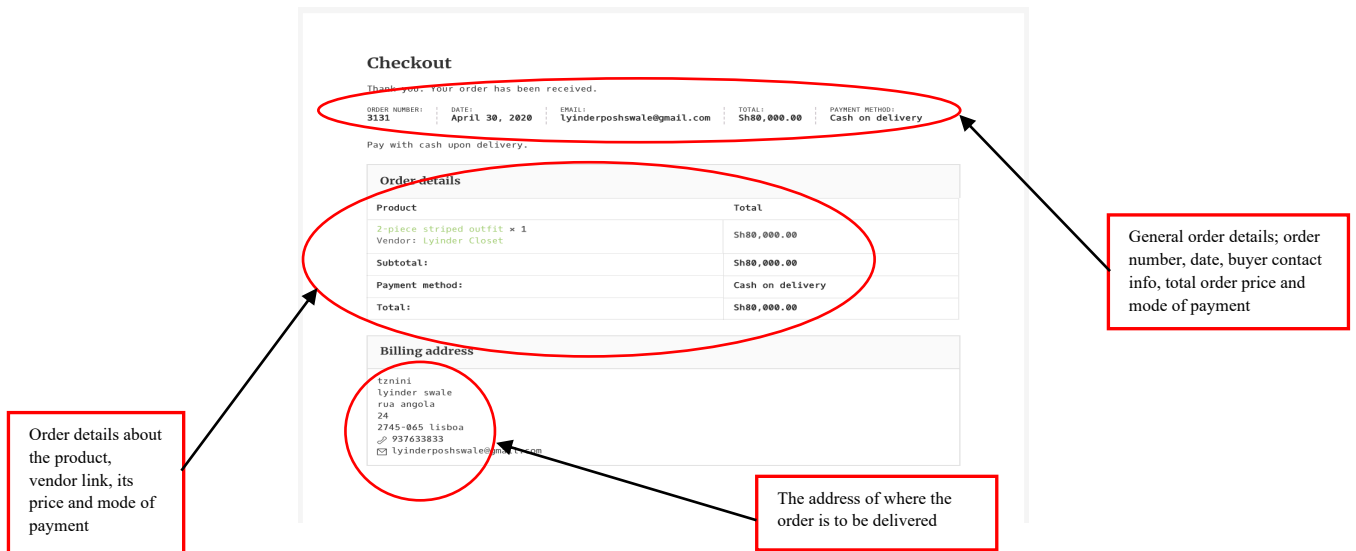 Checkout
Thank you. Your order has been received.
ORDER NUMBER: DATE: EMAIL: TOTAL: PAYMENT METHOD:
3131 April 30, 2020 lyinderposhswale@gmail.com Sh80,000.00 Cash on delivery
Pay with cash upon delivery.
Order details
Product Total
2-piece striped outfit × 1 Sh80,000.00
Vendor: Lyinder Closet
Subtotal: Sh80,000.00
Payment method: Cash on delivery
Total: Sh80,000.00
Billing address
tznini
lyinder swale
rua angola
24
2745-065 lisboa
937633833
lyinderposhswale@gmail.com
General order details; order
number, date, buyer contact
info, total order price and
mode of payment
Order details about
the product,
vendor link, its
price and mode of
payment
The address of where the
order is to be delivered